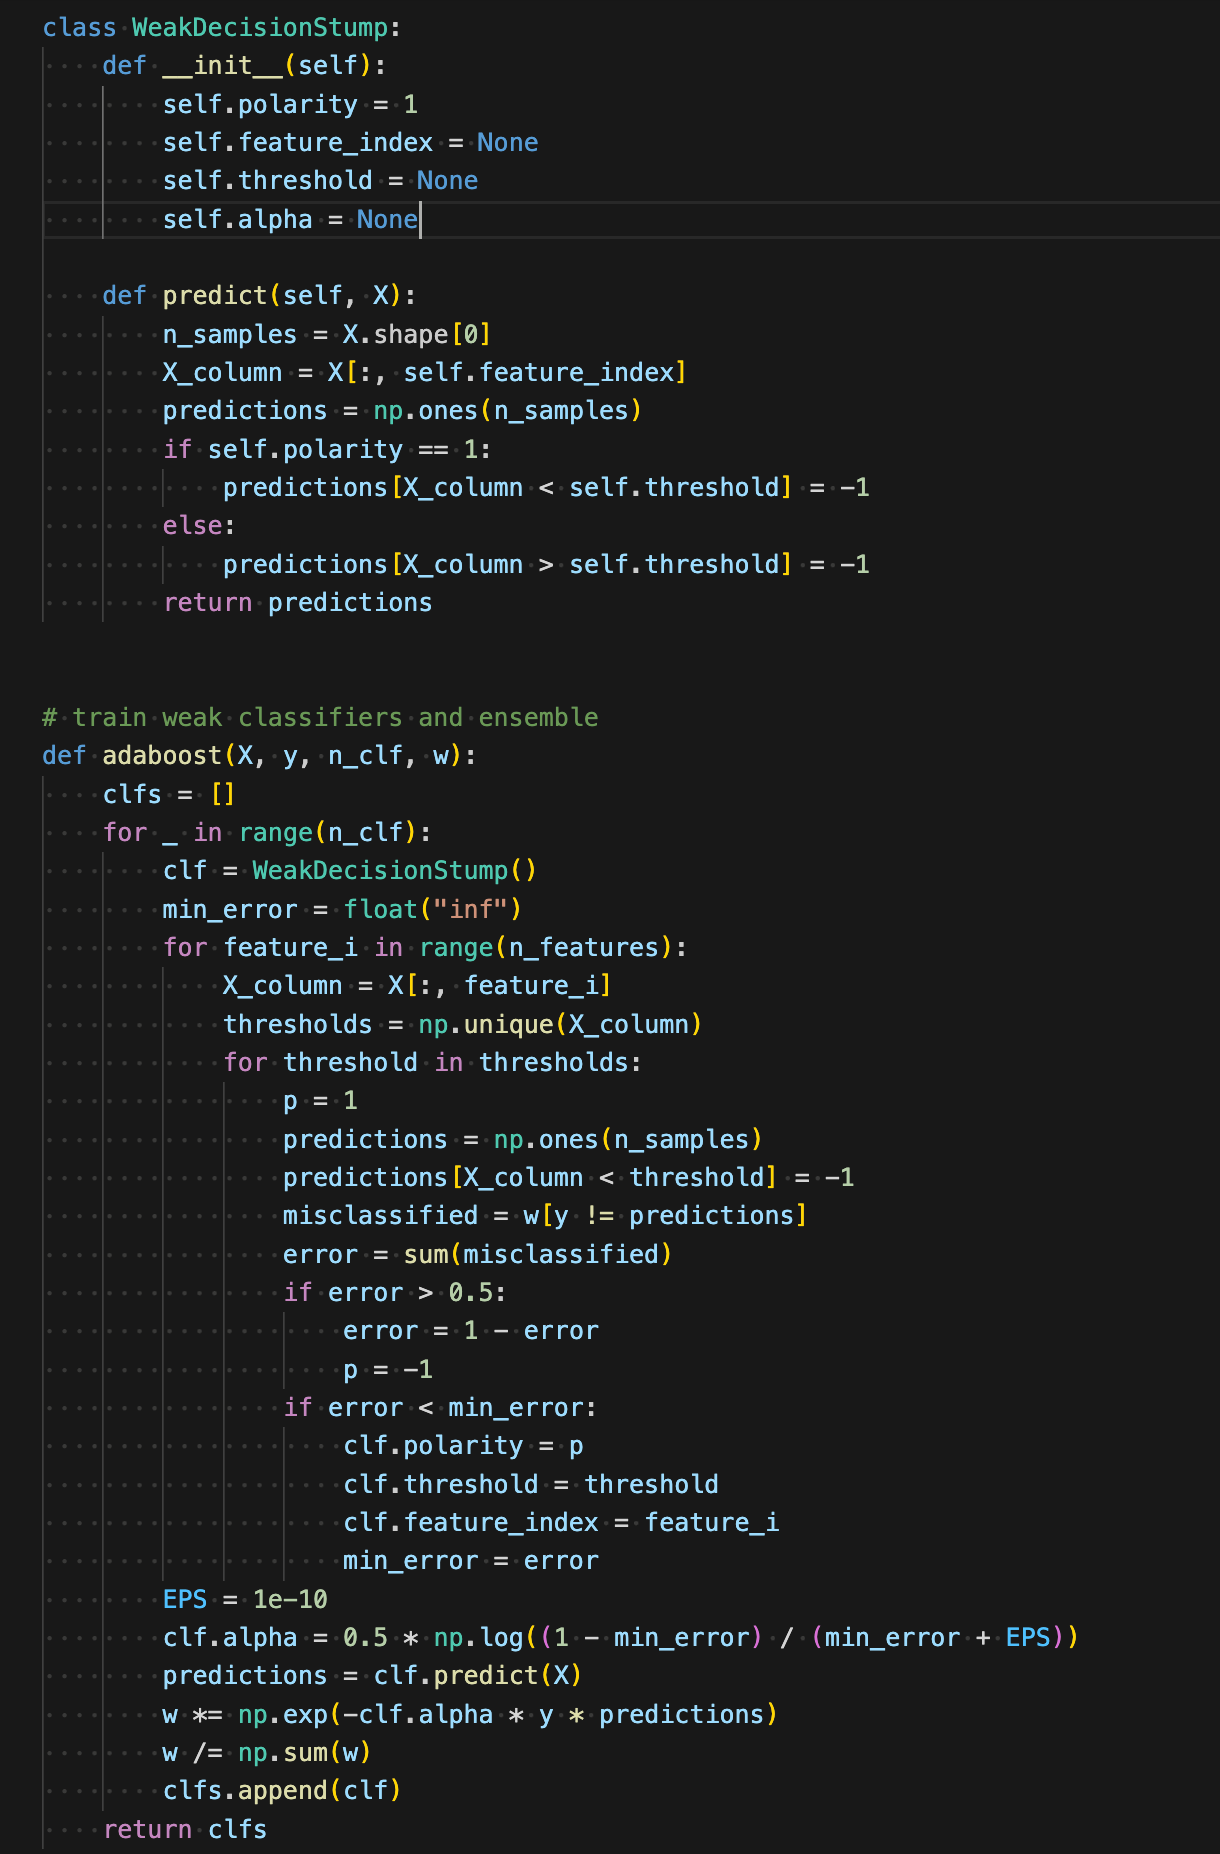 class WeakDecisionStump:
    def __init__(self):
        self.polarity = 1
        self.feature_index = None
        self.threshold = None
        self.alpha = None

    def predict(self, X):
        n_samples = X.shape[0]
        X_column = X[:, self.feature_index]
        predictions = np.ones(n_samples)
        if self.polarity == 1:
            predictions[X_column < self.threshold] = -1
        else:
            predictions[X_column > self.threshold] = -1
        return predictions


# train weak classifiers and ensemble
def adaboost(X, y, n_clf, w):
    clfs = []
    for _ in range(n_clf):
        clf = WeakDecisionStump()
        min_error = float("inf")
        for feature_i in range(n_features):
            X_column = X[:, feature_i]
            thresholds = np.unique(X_column)
            for threshold in thresholds:
                p = 1
                predictions = np.ones(n_samples)
                predictions[X_column < threshold] = -1
                misclassified = w[y != predictions]
                error = sum(misclassified)
                if error > 0.5:
                    error = 1 - error
                    p = -1
                if error < min_error:
                    clf.polarity = p
                    clf.threshold = threshold
                    clf.feature_index = feature_i
                    min_error = error
        EPS = 1e-10
        clf.alpha = 0.5 * np.log((1 - min_error) / (min_error + EPS))
        predictions = clf.predict(X)
        w *= np.exp(-clf.alpha * y * predictions)
        w /= np.sum(w)
        clfs.append(clf)
    return clfs